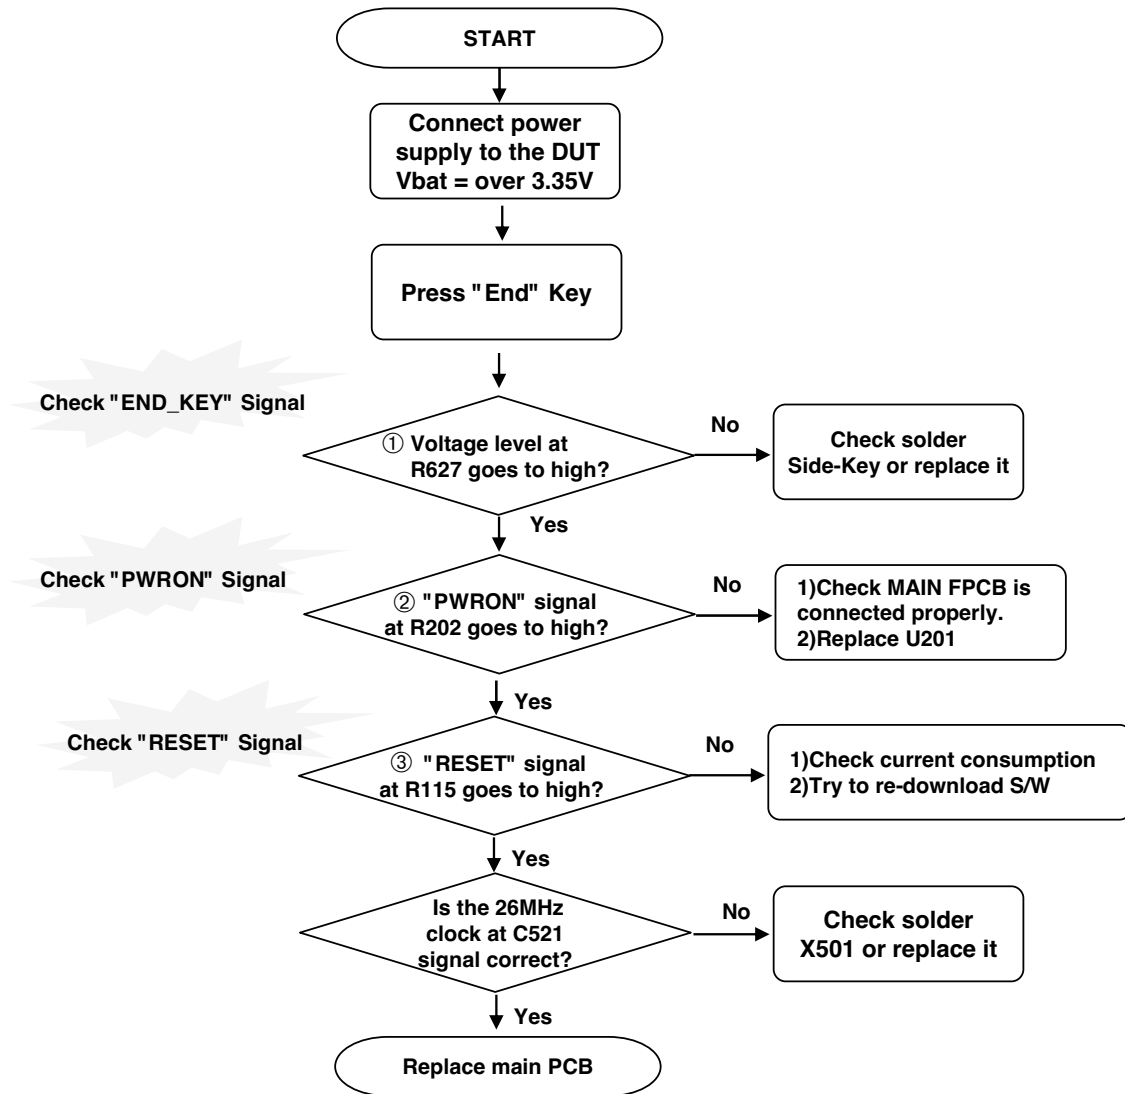 START
Connect power
supply to the DUT
Vbat = over 3.35V
Press "End" Key
Check "END_KEY" Signal
① Voltage level at
R627 goes to high?
No
Check solder
Side-Key or replace it
Yes
Check "PWRON" Signal
② "PWRON" signal
at R202 goes to high?
No
1)Check MAIN FPCB is
connected properly.
2)Replace U201
Yes
Check "RESET" Signal
③ "RESET" signal
at R115 goes to high?
No
1)Check current consumption
2)Try to re-download S/W
Yes
Is the 26MHz
clock at C521
signal correct?
No
Check solder
X501 or replace it
Yes
Replace main PCB